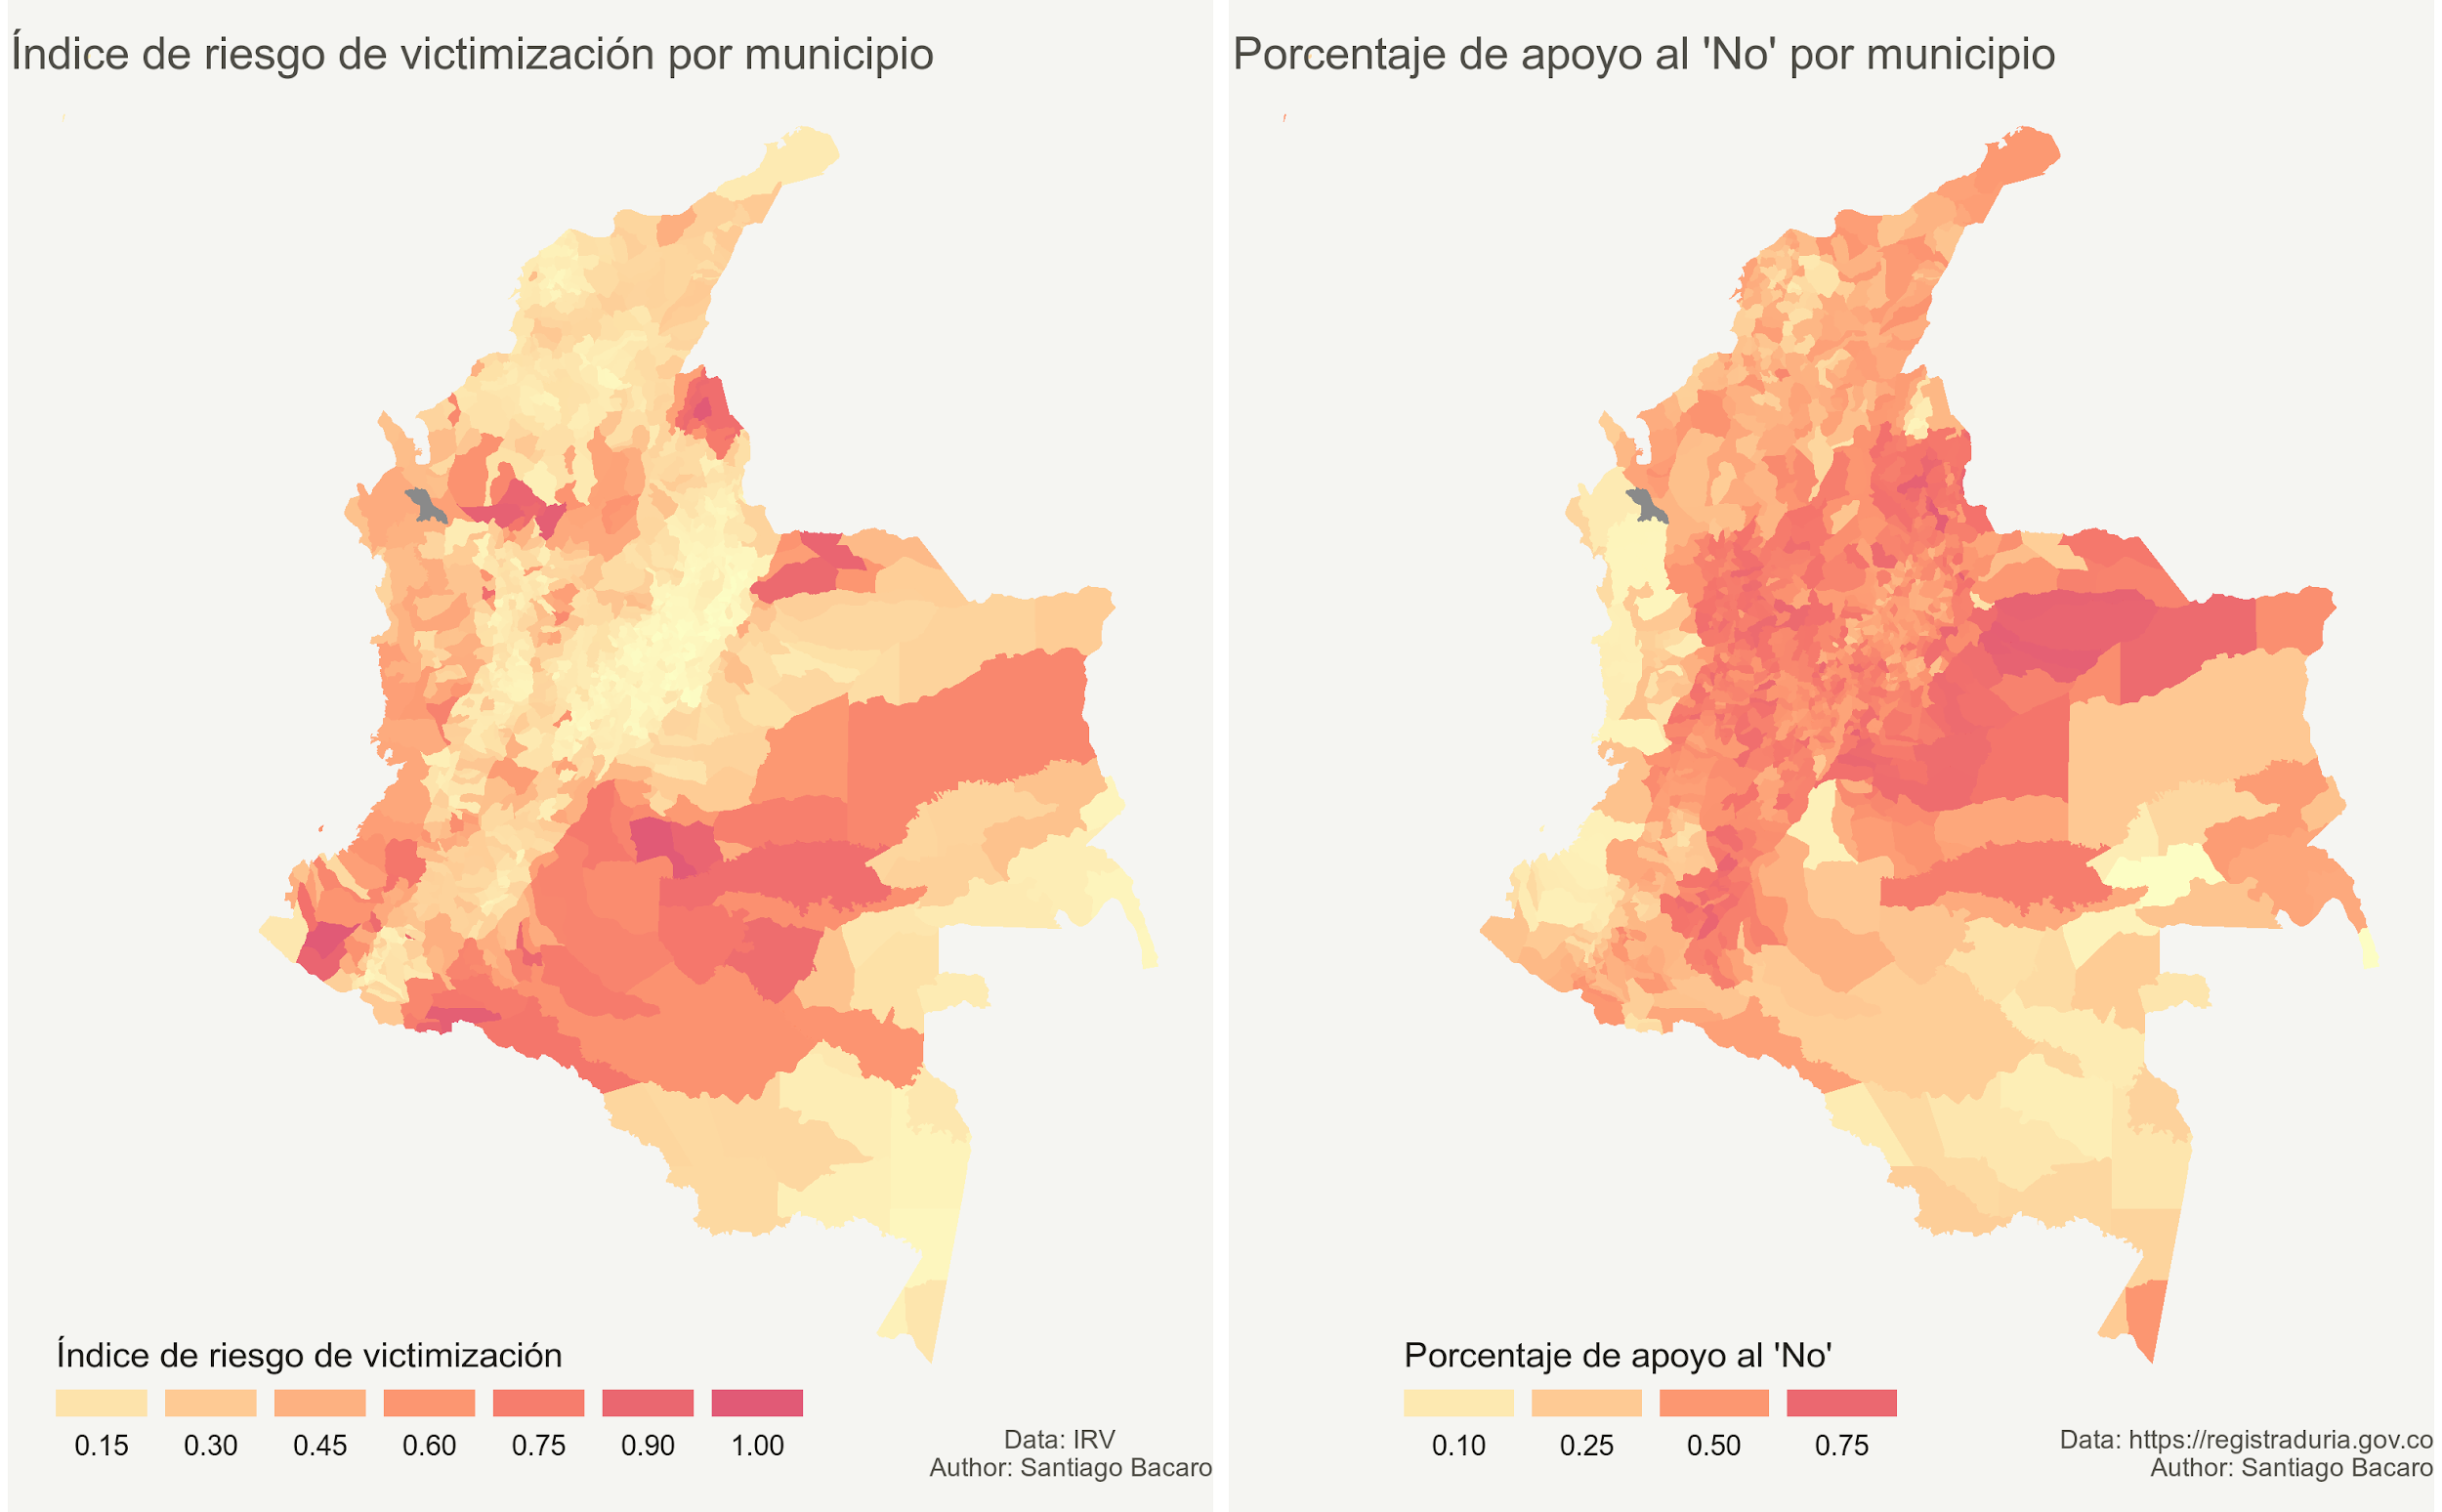 Índice de riesgo de victimización por municipio
Índice de riesgo de victimización
0.15 0.30 0.45 0.60 0.75 0.90 1.00
Data: IRV
Author: Santiago Bacaro
Porcentaje de apoyo al 'No' por municipio
Porcentaje de apoyo al 'No'
0.10 0.25 0.50 0.75
Data: https://registraduria.gov.co
Author: Santiago Bacaro